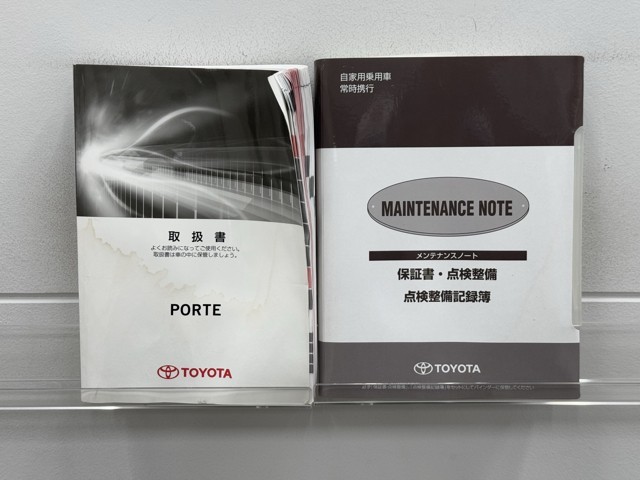 取扱書
よくお読みになってご使用ください。
取扱書は車の中に保管しましょう。
PORTE
TOYOTA
自家用乗用車
常時携行
MAINTENANCE NOTE
メンテナンスノート
保証書・点検整備
点検整備記録簿
TOYOTA